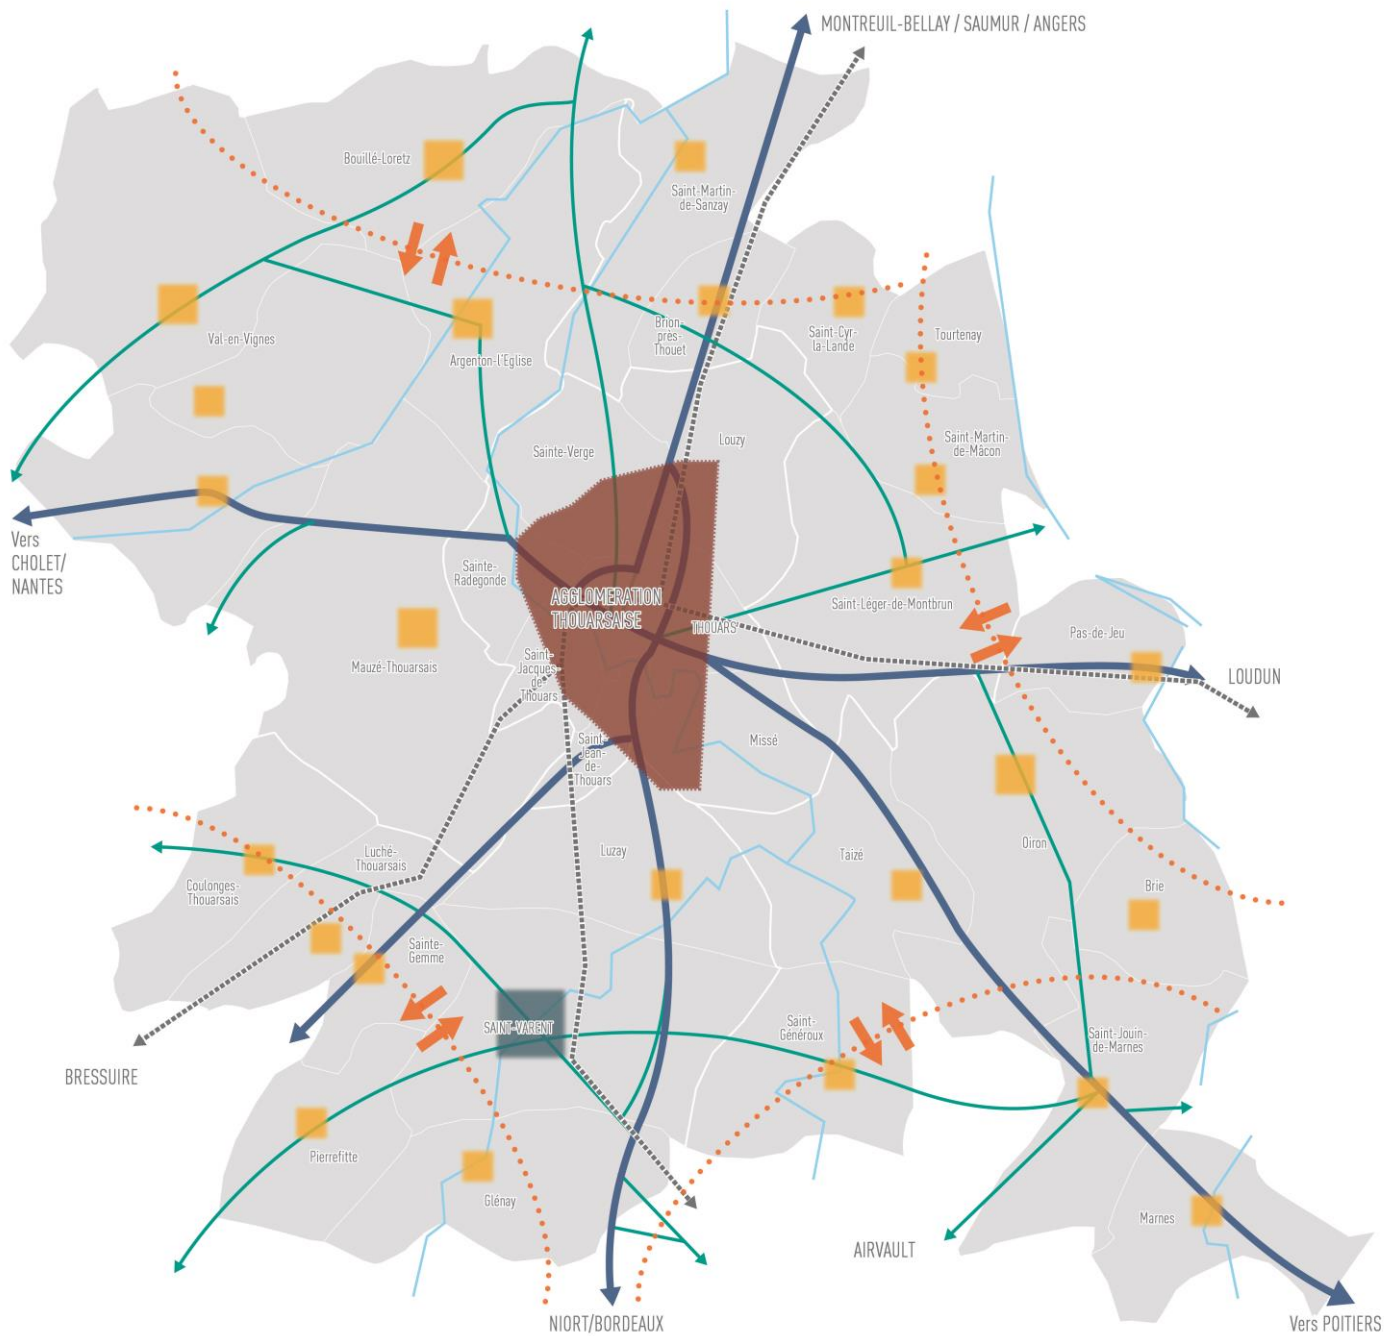 MONTREUIL-BELLAY / SAUMUR / ANGERS
Bouillé-Loretz
Saint-Martin-
de-Sanzay
Val-en-Vignes
Argenton-l'Eglise
Brion-
près-
Thouet
Saint-Cyr-
la-Lande
Tourtenay
Saint-Martin-
de-Mâcon
Louzy
Sainte-Verge
Vers
CHOLET/
NANTES
Sainte-
Radegonde
AGGLOMERATION
THOUARSAISE
THOUARS
Saint-Léger-de-Montbrun
Pas-de-Jeu
LOUDUN
Mauzé-Thouarsais
Saint-
Jacques-
de-
Thouars
Saint-
Jean-
de-
Thouars
Missé
Oiron
Luché-
Thouarsais
Luzay
Taizé
Coulonges-
Thouarsais
Brie
Sainte-
Gemme
SAINT-VARENT
Saint-
Généroux
Saint-Jouin-
de-Marnes
BRESSUIRE
Pierrefitte
Glénay
Marnes
AIRVAULT
NIORT/BORDEAUX
Vers POITIERS